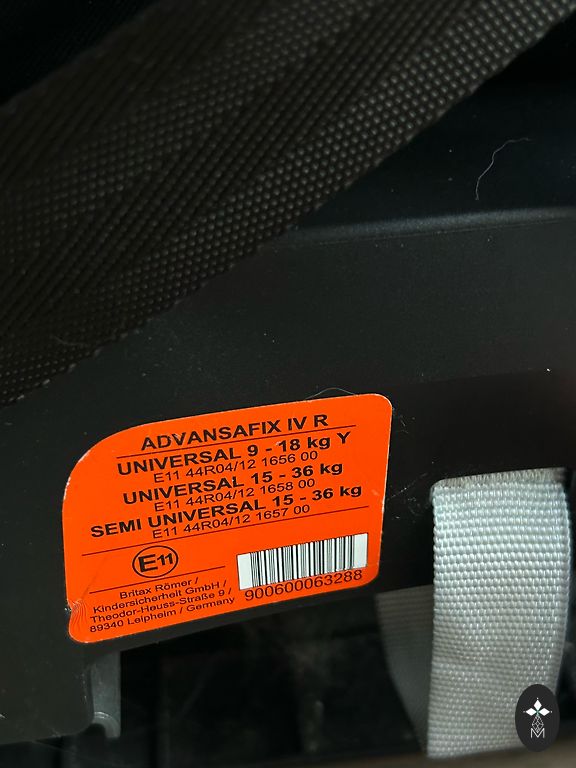 ADVANSAFIX IV R
UNIVERSAL 9 - 18 kg Y
E11 44R04/12 1656 00
UNIVERSAL 15 - 36 kg
E11 44R04/12 1658 00
SEMI UNIVERSAL 15 - 36 kg
E11 44R04/12 1657 00
E11
Britax Römer /
Kindersicherheit GmbH /
Theodor-Heuss-Straße 9 /
89340 Leipheim / Germany
900600063288
M